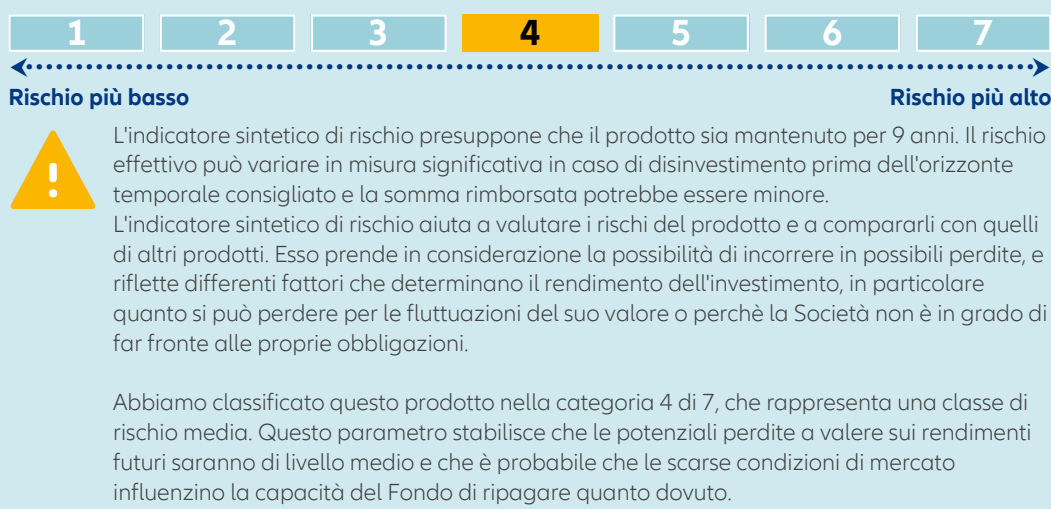 1 2 3 4 5 6 7
Rischio più basso Rischio più alto
L'indicatore sintetico di rischio presuppone che il prodotto sia mantenuto per 9 anni. Il rischio
effettivo può variare in misura significativa in caso di disinvestimento prima dell'orizzonte
temporale consigliato e la somma rimborsata potrebbe essere minore.
L'indicatore sintetico di rischio aiuta a valutare i rischi del prodotto e a compararli con quelli
di altri prodotti. Esso prende in considerazione la possibilità di incorrere in possibili perdite, e
riflette differenti fattori che determinano il rendimento dell'investimento, in particolare
quanto si può perdere per le fluttuazioni del suo valore o perchè la Società non è in grado di
far fronte alle proprie obbligazioni.
Abbiamo classificato questo prodotto nella categoria 4 di 7, che rappresenta una classe di
rischio media. Questo parametro stabilisce che le potenziali perdite a valere sui rendimenti
futuri saranno di livello medio e che è probabile che le scarse condizioni di mercato
influenzino la capacità del Fondo di ripagare quanto dovuto.